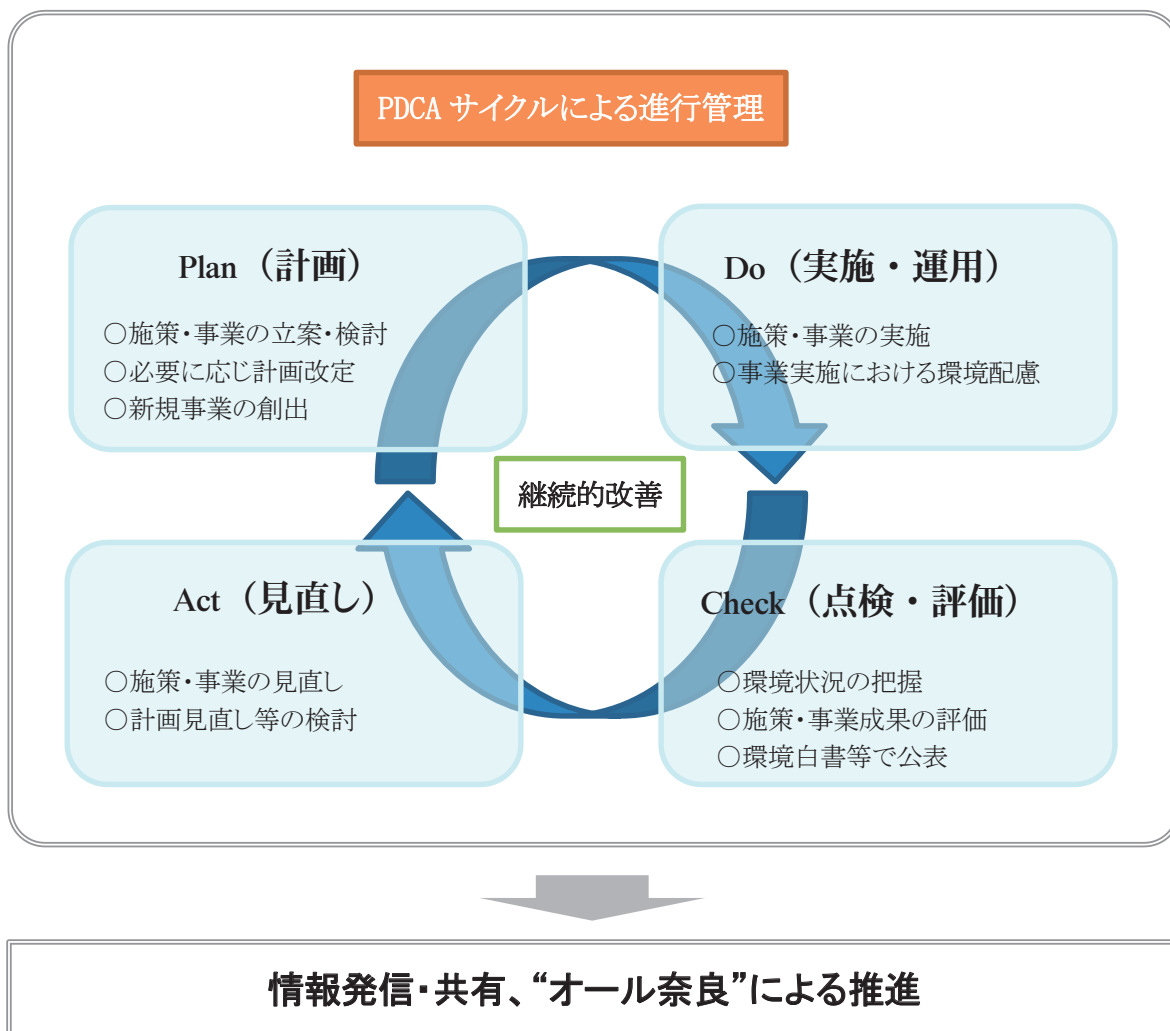 PDCA サイクルによる進行管理
Plan（計画）
○施策・事業の立案・検討
○必要に応じ計画改定
○新規事業の創出
Do（実施・運用）
○施策・事業の実施
○事業実施における環境配慮
継続的改善
Act（見直し）
○施策・事業の見直し
○計画見直し等の検討
Check（点検・評価）
○環境状況の把握
○施策・事業成果の評価
○環境白書等で公表
情報発信・共有、“オール奈良”による推進